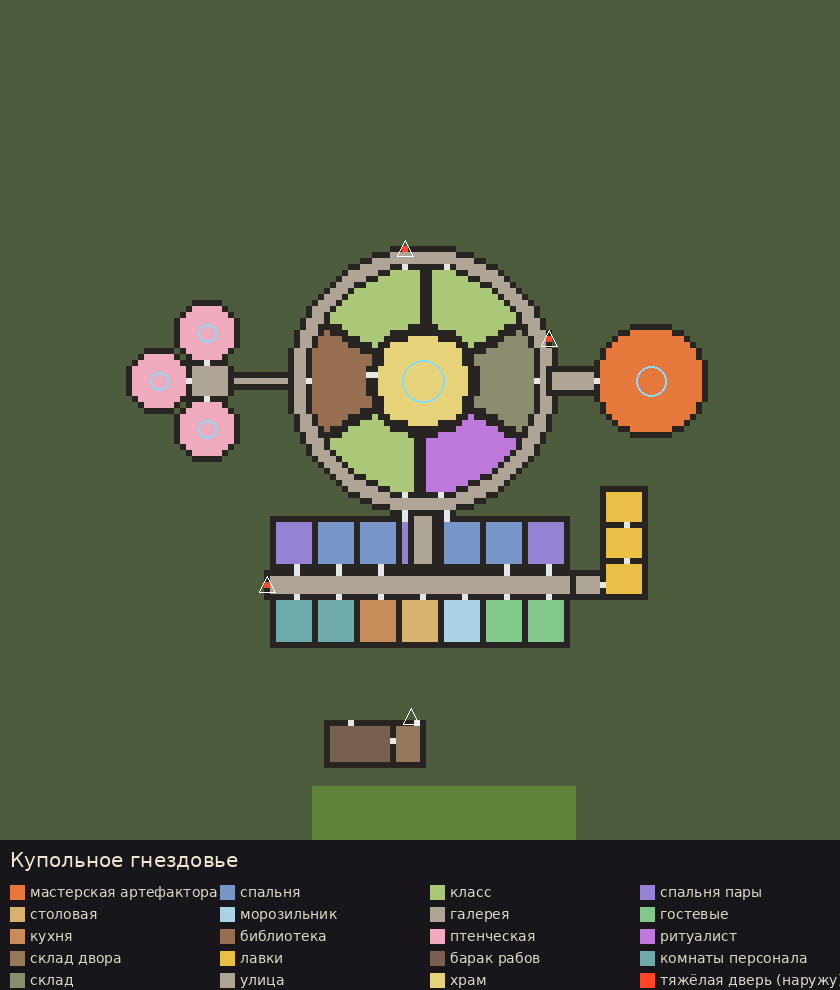 Купольное гнездовье
мастерская артефактора спальня класс спальня пары
столовая морозильник галерея гостевые
кухня библиотека птенческая ритуалист
склад двора лавки барак рабов комнаты персонала
склад улица храм тяжёлая дверь (наружу)